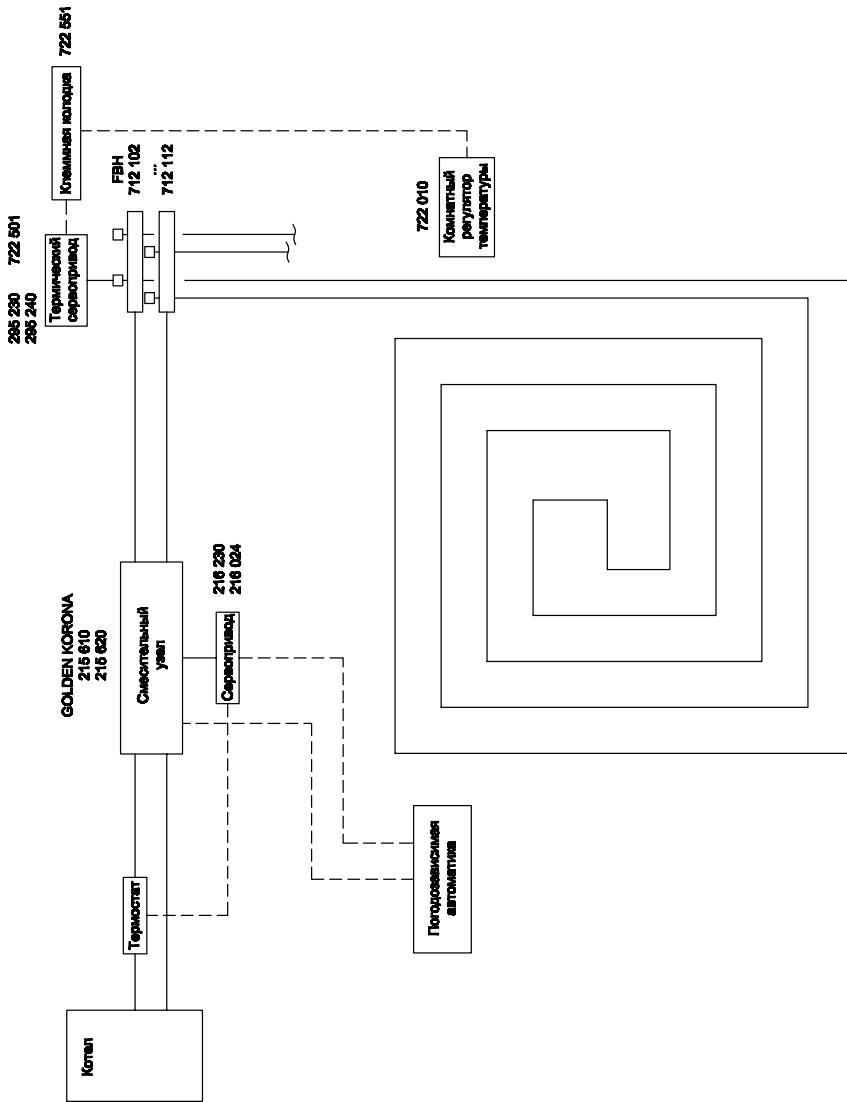 722 551
Клеммная колодка
295 230 722 501
295 240
Термический
сервопривод
FBH
712 102
...
712 112
722 010
Комнатный
регулятор
температуры
GOLDEN KORONA
215 610
215 620
Смесительный
узел
216 230
216 024
Сервопривод
Термостат
Погодозависимая
автоматика
Котел